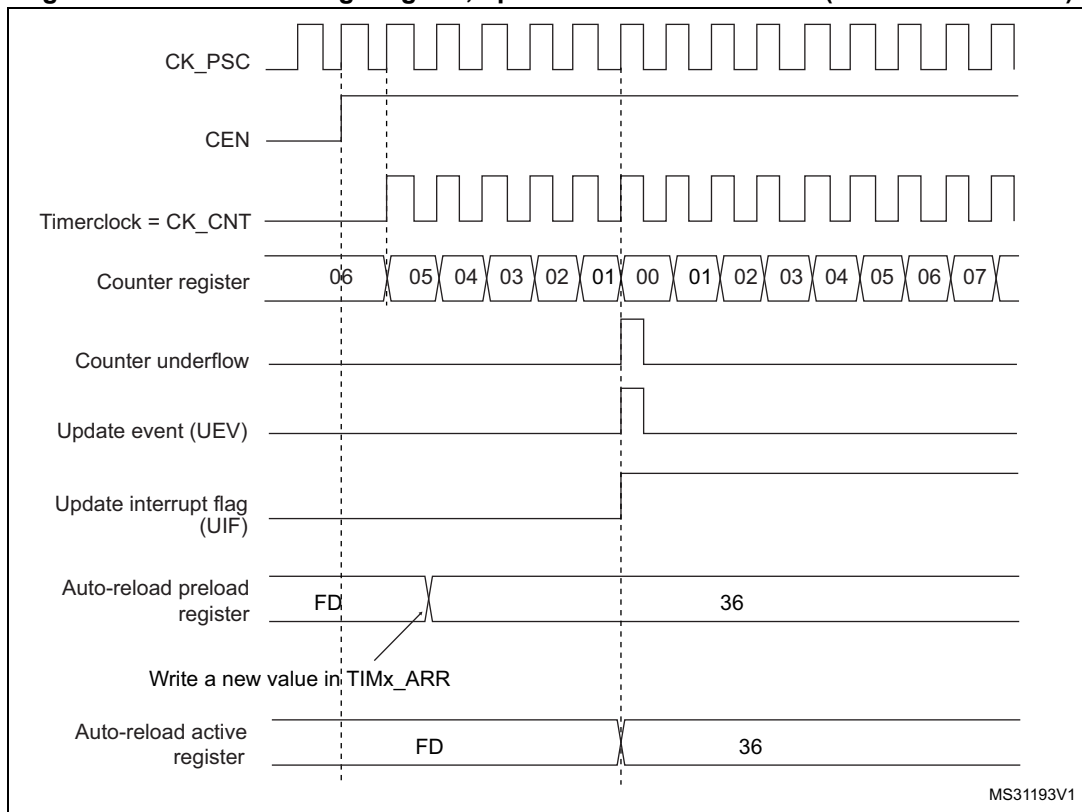 CK_PSC
CEN
Timerclock = CK_CNT
Counter register
06 05 04 03 02 01 00 01 02 03 04 05 06 07
Counter underflow
Update event (UEV)
Update interrupt flag
(UIF)
Auto-reload preload
register
FD 36
Write a new value in TIMx_ARR
Auto-reload active
register
FD 36
MS31193V1